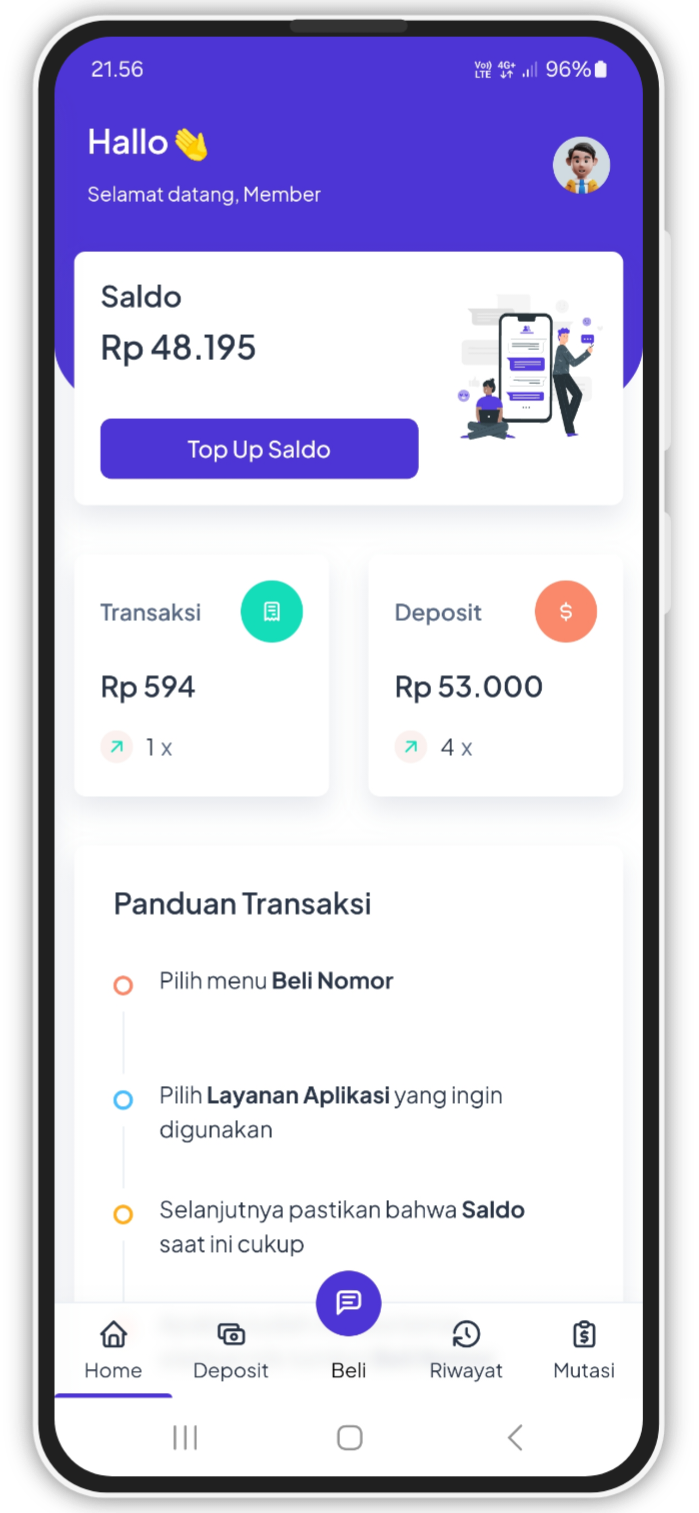 21.56
Vo)) LTE 4G+ 96%
Hallo👋
Selamat datang, Member
Saldo
Rp 48.195
Top Up Saldo
Transaksi
Deposit
$
Rp 594
Rp 53.000
1 x
4 x
Panduan Transaksi
Pilih menu Beli Nomor
Pilih Layanan Aplikasi yang ingin
digunakan
Selanjutnya pastikan bahwa Saldo
saat ini cukup
Home
Deposit
Beli
Riwayat
Mutasi